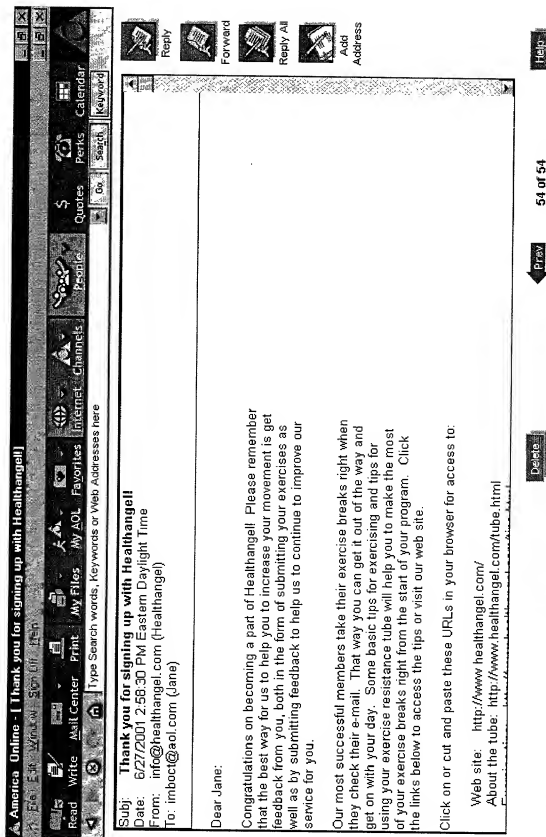 America Online - [ Thank you for signing up with Healthangel!]
File Edit Window Sign Off Help
Read Write Mail Center Print My Files My AOL Favorites Internet Channels People Quotes Perks Calendar
Type Search words, Keywords or Web Addresses here Go Search Keyword
Subj: Thank you for signing up with Healthangel!
Date: 6/27/2001 2:58:30 PM Eastern Daylight Time
From: info@healthangel.com (Healthangel)
To: imboct@aol.com (Jane)
Dear Jane:
Congratulations on becoming a part of Healthangel! Please remember
that the best way for us to help you to increase your movement is get
feedback from you, both in the form of submitting your exercises as
well as by submitting feedback to help us to continue to improve our
service for you.
Our most successful members take their exercise breaks right when
they check their e-mail. That way you can get it out of the way and
get on with your day. Some basic tips for exercising and tips for
using your exercise resistance tube will help you to make the most
of your exercise breaks right from the start of your program. Click
the links below to access the tips or visit our web site.
Click on or cut and paste these URLs in your browser for access to:
Web site: http://www.healthangel.com/
About the tube: http://www.healthangel.com/tube.html
Reply
Forward
Reply All
Add
Address
Delete Prev 54 of 54 Help